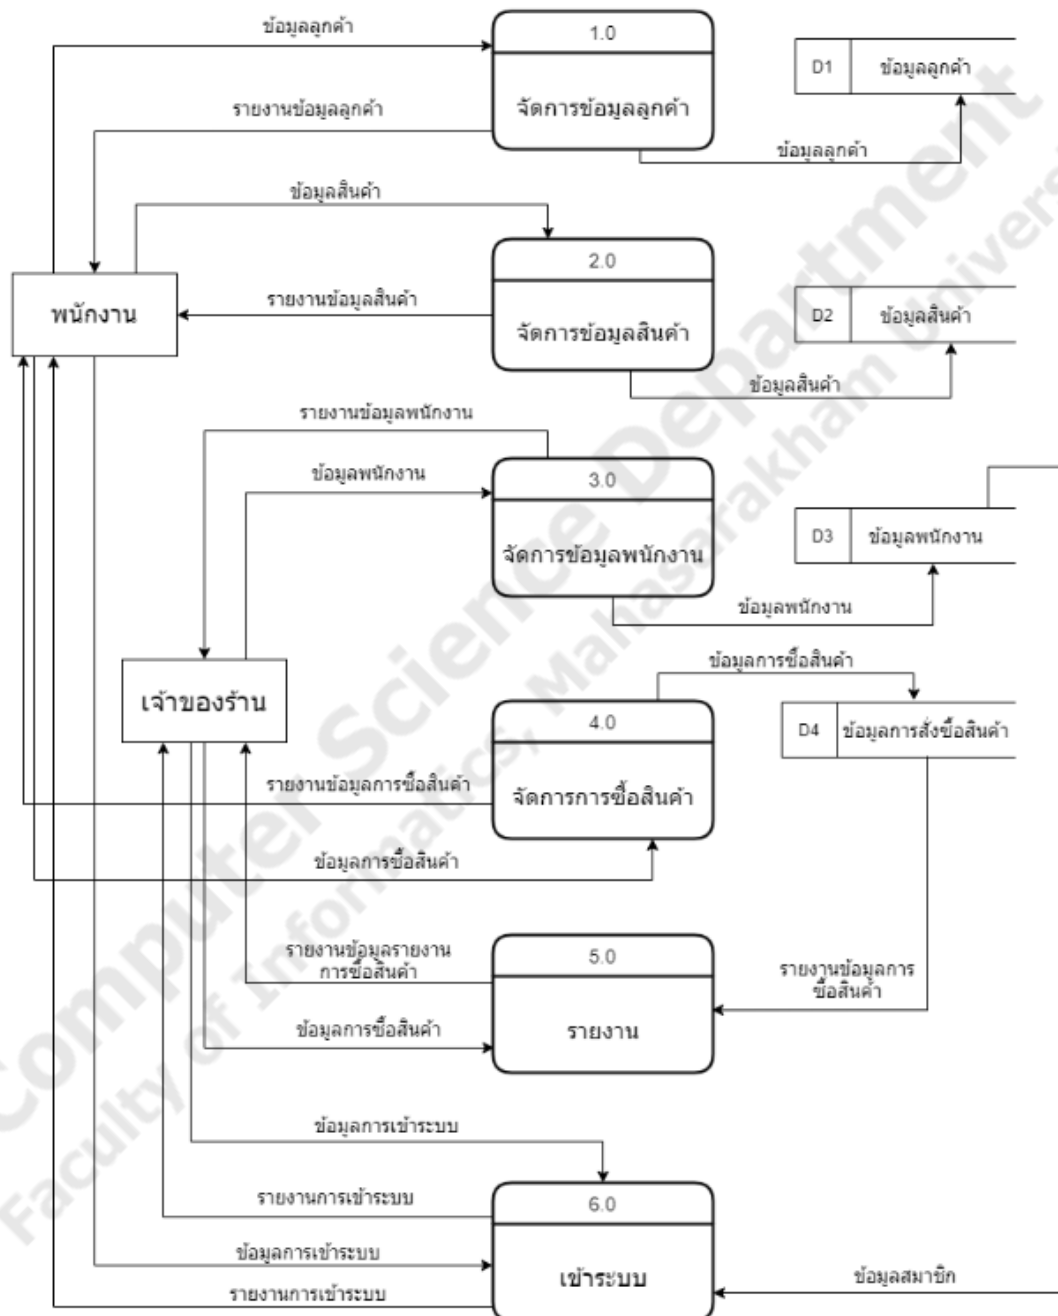 ข้อมูลลูกค้า
1.0
จัดการข้อมูลลูกค้า
D1
ข้อมูลลูกค้า
รายงานข้อมูลลูกค้า
ข้อมูลลูกค้า
ข้อมูลสินค้า
2.0
จัดการข้อมูลสินค้า
พนักงาน
รายงานข้อมูลสินค้า
D2
ข้อมูลสินค้า
ข้อมูลสินค้า
รายงานข้อมูลพนักงาน
ข้อมูลพนักงาน
3.0
จัดการข้อมูลพนักงาน
D3
ข้อมูลพนักงาน
ข้อมูลพนักงาน
ข้อมูลการซื้อสินค้า
เจ้าของร้าน
4.0
จัดการการซื้อสินค้า
D4
ข้อมูลการสั่งซื้อสินค้า
รายงานข้อมูลการซื้อสินค้า
ข้อมูลการซื้อสินค้า
รายงานข้อมูลรายงาน
การซื้อสินค้า
5.0
รายงาน
รายงานข้อมูลการ
ซื้อสินค้า
ข้อมูลการซื้อสินค้า
ข้อมูลการเข้าระบบ
รายงานการเข้าระบบ
6.0
เข้าระบบ
ข้อมูลการเข้าระบบ
รายงานการเข้าระบบ
ข้อมูลสมาชิก
Computer Science Department
Faculty of Informatics, Mahasarakham Univers